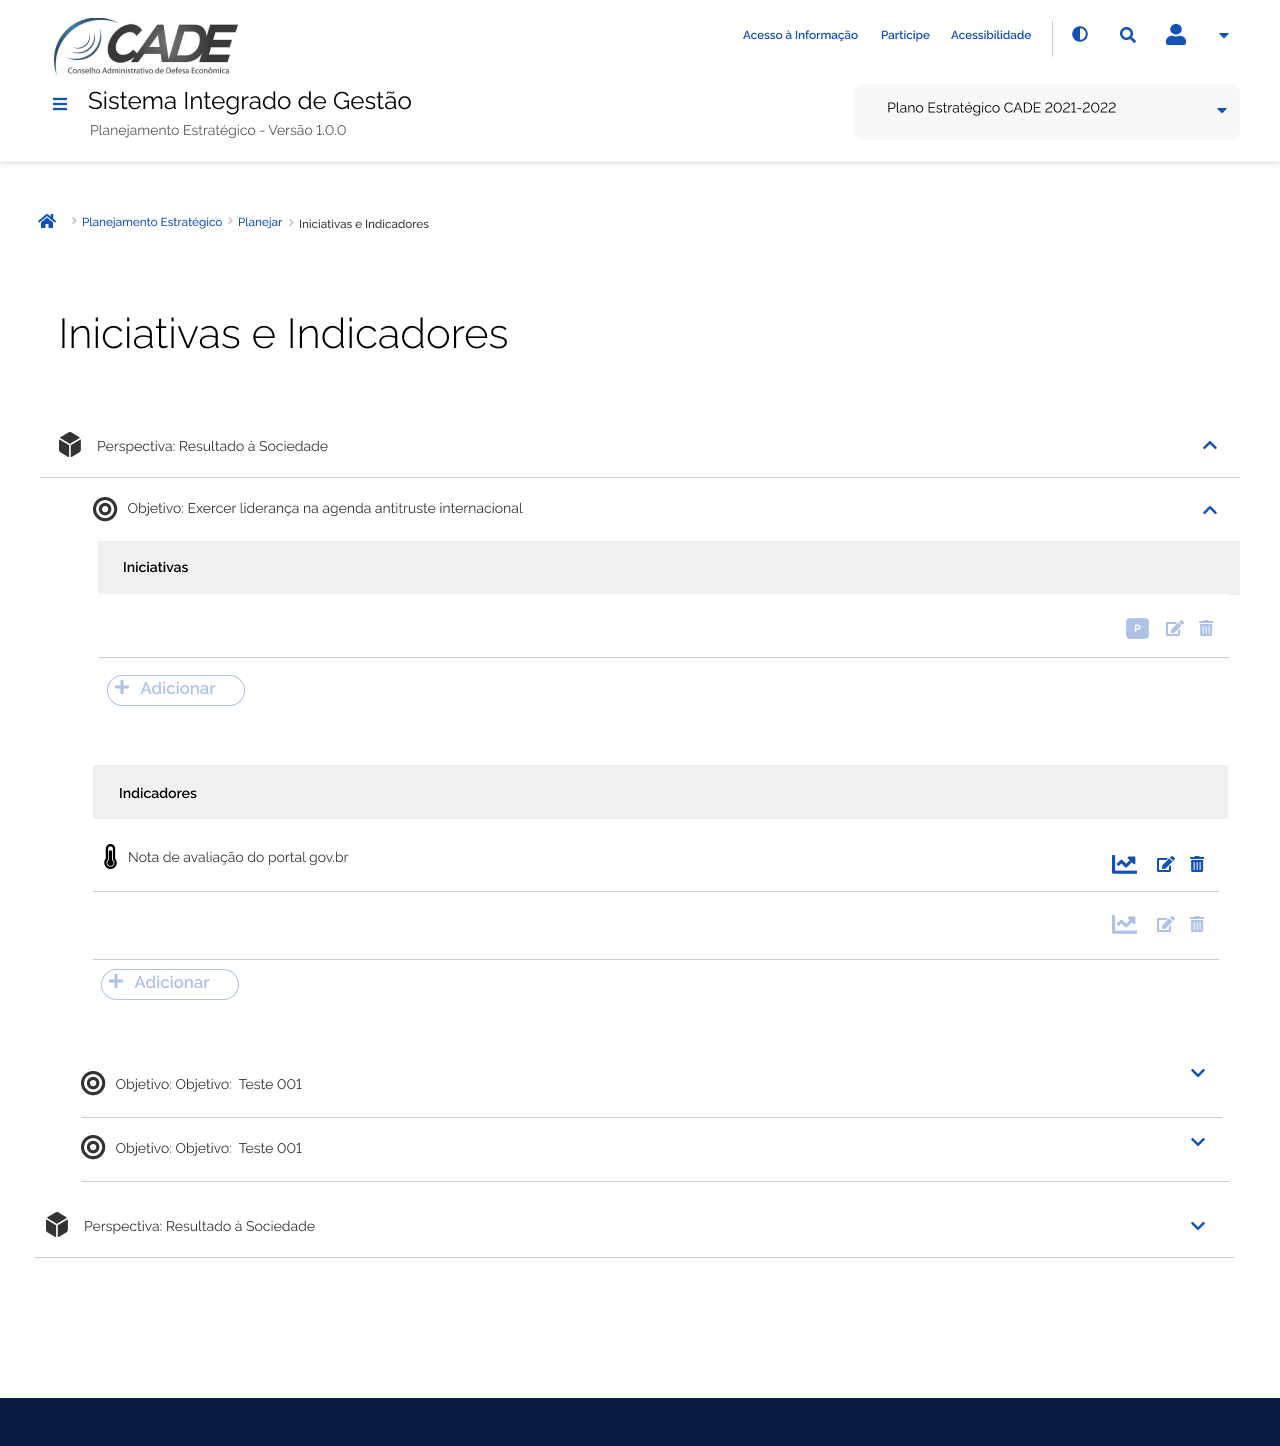 CADE
Conselho Administrativo de Defesa Econômica
Acesso à Informação
Participe
Acessibilidade
Sistema Integrado de Gestão
Planejamento Estratégico - Versão 1.0.0
Plano Estratégico CADE 2021-2022
Planejamento Estratégico
Planejar
Iniciativas e Indicadores
Iniciativas e Indicadores
Perspectiva: Resultado à Sociedade
Objetivo: Exercer liderança na agenda antitruste internacional
Iniciativas
P
Adicionar
Indicadores
Nota de avaliação do portal gov.br
Adicionar
Objetivo: Objetivo:  Teste 001
Objetivo: Objetivo:  Teste 001
Perspectiva: Resultado à Sociedade